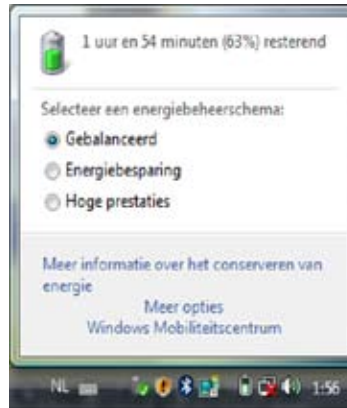 1 uur en 54 minuten (63%) resterend
Selecteer een energiebeheerschema:
Gebalanceerd
Energiebesparing
Hoge prestaties
Meer informatie over het conserveren van
energie
Meer opties
Windows Mobiliteitscentrum
NL 1:56